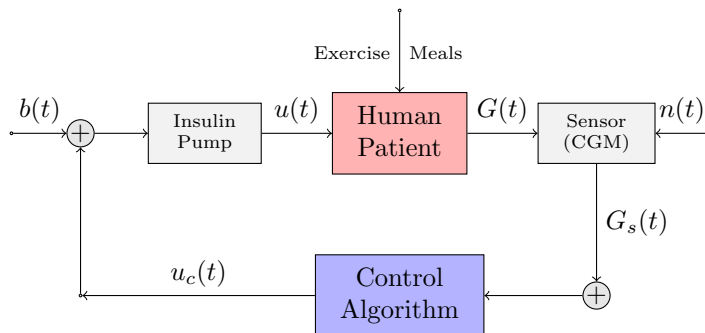 Exercise Meals
b(t)
+
Insulin
Pump
u(t)
Human
Patient
G(t)
Sensor
(CGM)
n(t)
G_s(t)
u_c(t)
Control
Algorithm
+